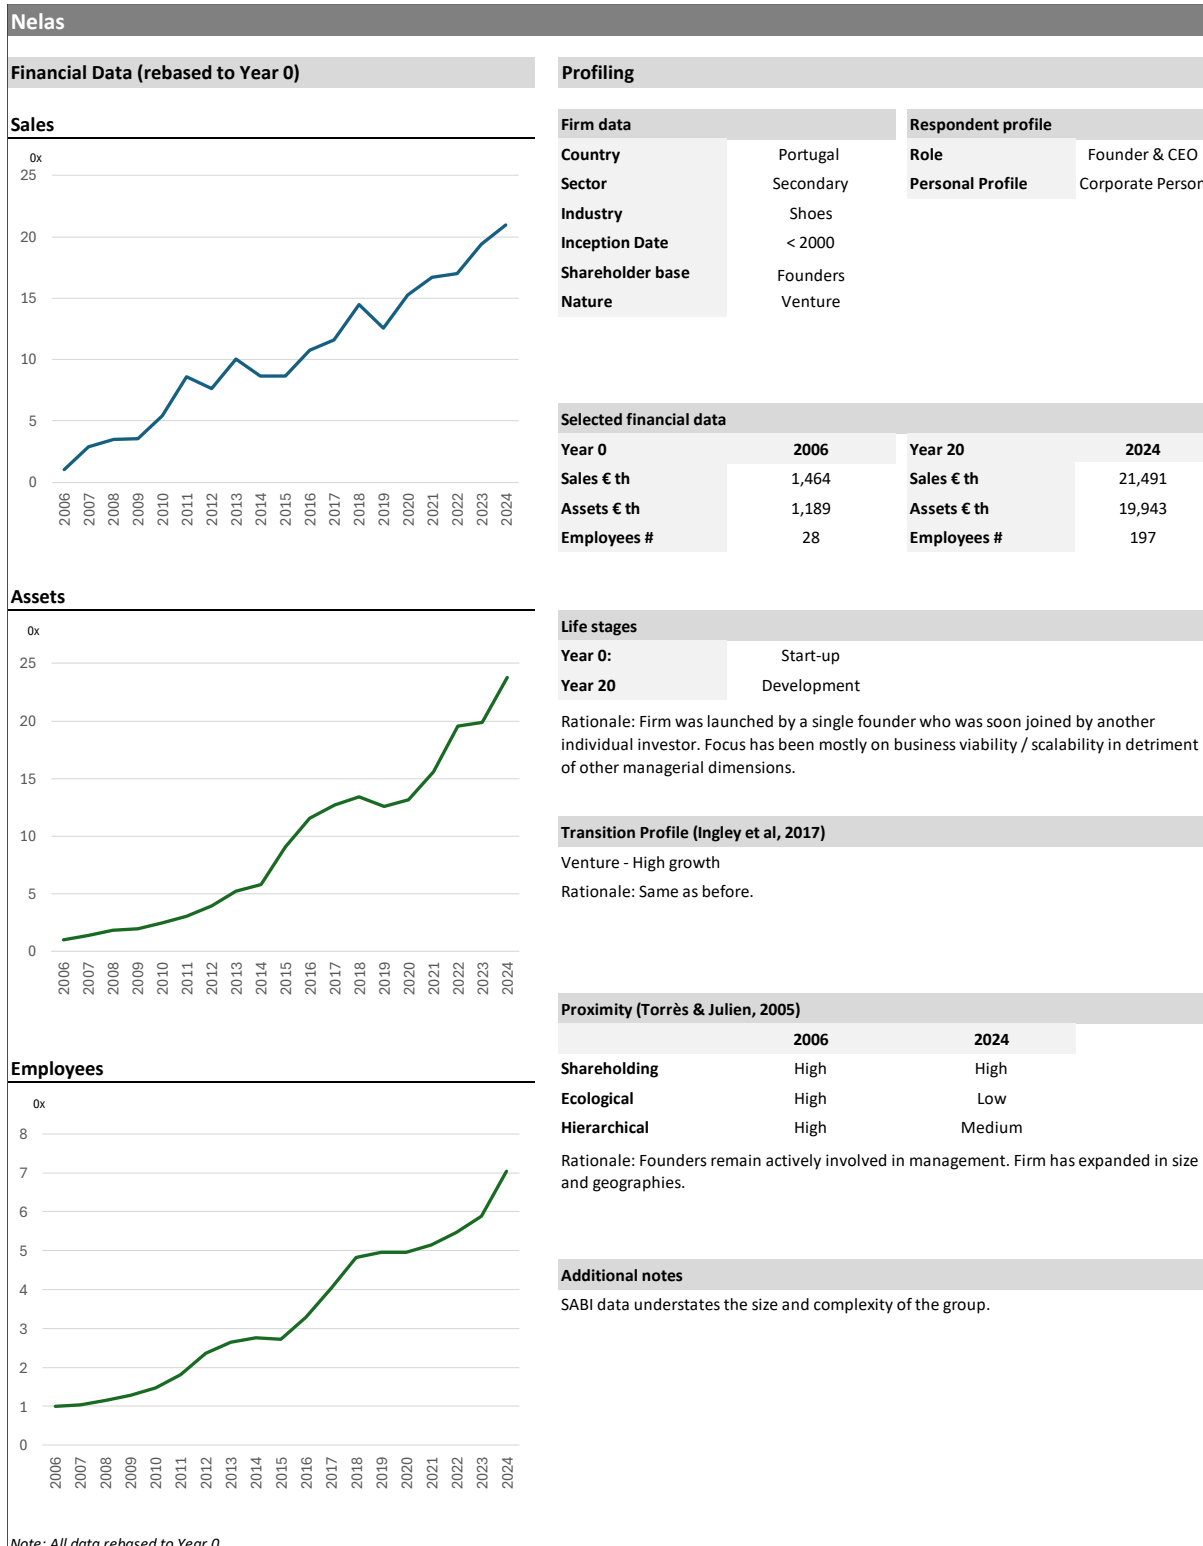 Nelas
Financial Data (rebased to Year 0)
Sales
0x
25
20
15
10
5
0
2006 2007 2008 2009 2010 2011 2012 2013 2014 2015 2016 2017 2018 2019 2020 2021 2022 2023 2024
Assets
0x
25
20
15
10
5
0
2006 2007 2008 2009 2010 2011 2012 2013 2014 2015 2016 2017 2018 2019 2020 2021 2022 2023 2024
Employees
0x
8
7
6
5
4
3
2
1
0
2006 2007 2008 2009 2010 2011 2012 2013 2014 2015 2016 2017 2018 2019 2020 2021 2022 2023 2024
Note: All data rebased to Year 0
Profiling
Firm data
Country Portugal
Sector Secondary
Industry Shoes
Inception Date < 2000
Shareholder base Founders
Nature Venture
Respondent profile
Role Founder & CEO
Personal Profile Corporate Person
Selected financial data
Year 0 2006 Year 20 2024
Sales € th 1,464 Sales € th 21,491
Assets € th 1,189 Assets € th 19,943
Employees # 28 Employees # 197
Life stages
Year 0: Start-up
Year 20 Development
Rationale: Firm was launched by a single founder who was soon joined by another
individual investor. Focus has been mostly on business viability / scalability in detriment
of other managerial dimensions.
Transition Profile (Ingley et al, 2017)
Venture - High growth
Rationale: Same as before.
Proximity (Torrès & Julien, 2005)
2006 2024
Shareholding High High
Ecological High Low
Hierarchical High Medium
Rationale: Founders remain actively involved in management. Firm has expanded in size
and geographies.
Additional notes
SABI data understates the size and complexity of the group.